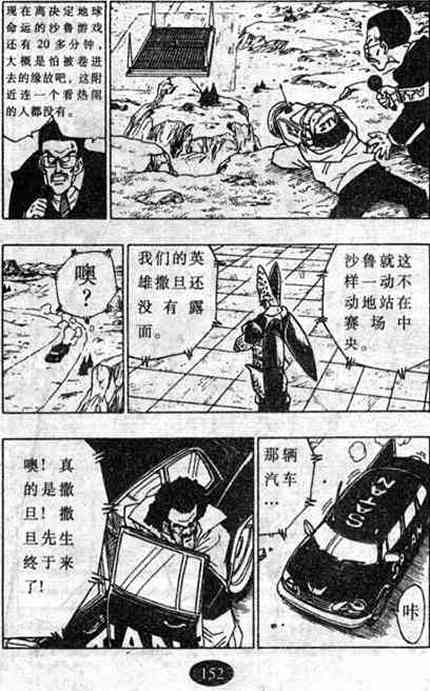 现在离决定地球
命运的沙鲁游戏
还有20多分钟，
大概是怕被卷进
去的缘故吧，这附
近连一个看热闹
的人都没有。
沙鲁就这
样一动不
动地站在
赛场中
央。
我们的英
雄撒旦还
没有露
面。
噢？
那辆
汽车
…
SATAN
咔
噢！真
的是撒
旦！撒
旦先生
终于来
了！
152